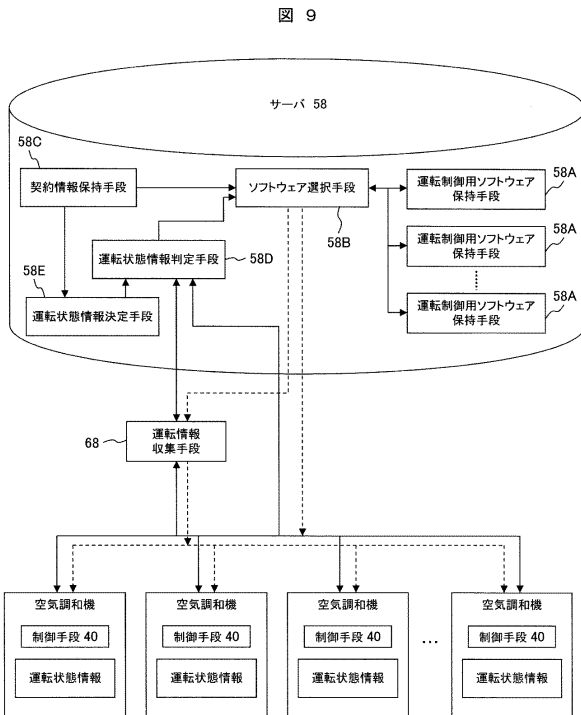 図 9
サーバ 58
58C
契約情報保持手段
ソフトウェア選択手段
58B
運転制御用ソフトウェア
保持手段
58A
運転状態情報判定手段
58D
運転制御用ソフトウェア
保持手段
58A
58E
運転状態情報決定手段
運転制御用ソフトウェア
保持手段
58A
68
運転情報
収集手段
空気調和機
制御手段 40
運転状態情報
空気調和機
制御手段 40
運転状態情報
空気調和機
制御手段 40
運転状態情報
…
空気調和機
制御手段 40
運転状態情報